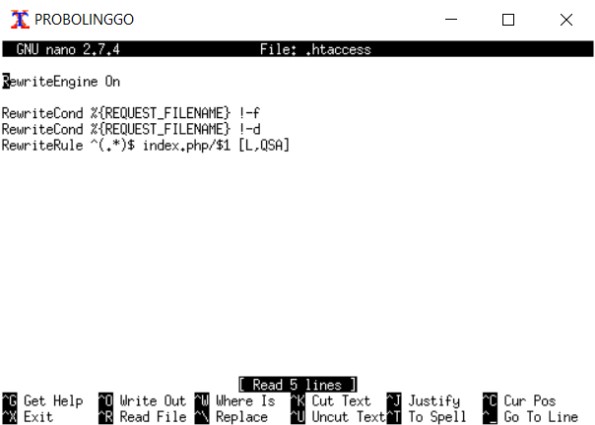 PROBOLINGGO
GNU nano 2.7.4 File: .htaccess
RewriteEngine On
RewriteCond %{REQUEST_FILENAME} !-f
RewriteCond %{REQUEST_FILENAME} !-d
RewriteRule ^(.*)$ index.php/$1 [L,QSA]
[ Read 5 lines ]
^G Get Help ^O Write Out ^W Where Is ^K Cut Text ^J Justify ^C Cur Pos
^X Exit ^R Read File ^\ Replace ^U Uncut Text ^T To Spell ^_ Go To Line